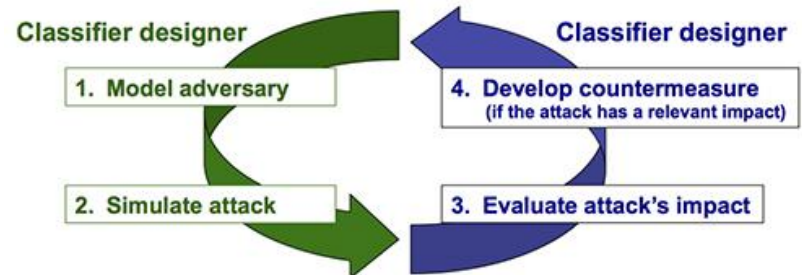 Classifier designer
1. Model adversary
2. Simulate attack
Classifier designer
4. Develop countermeasure
(if the attack has a relevant impact)
3. Evaluate attack's impact